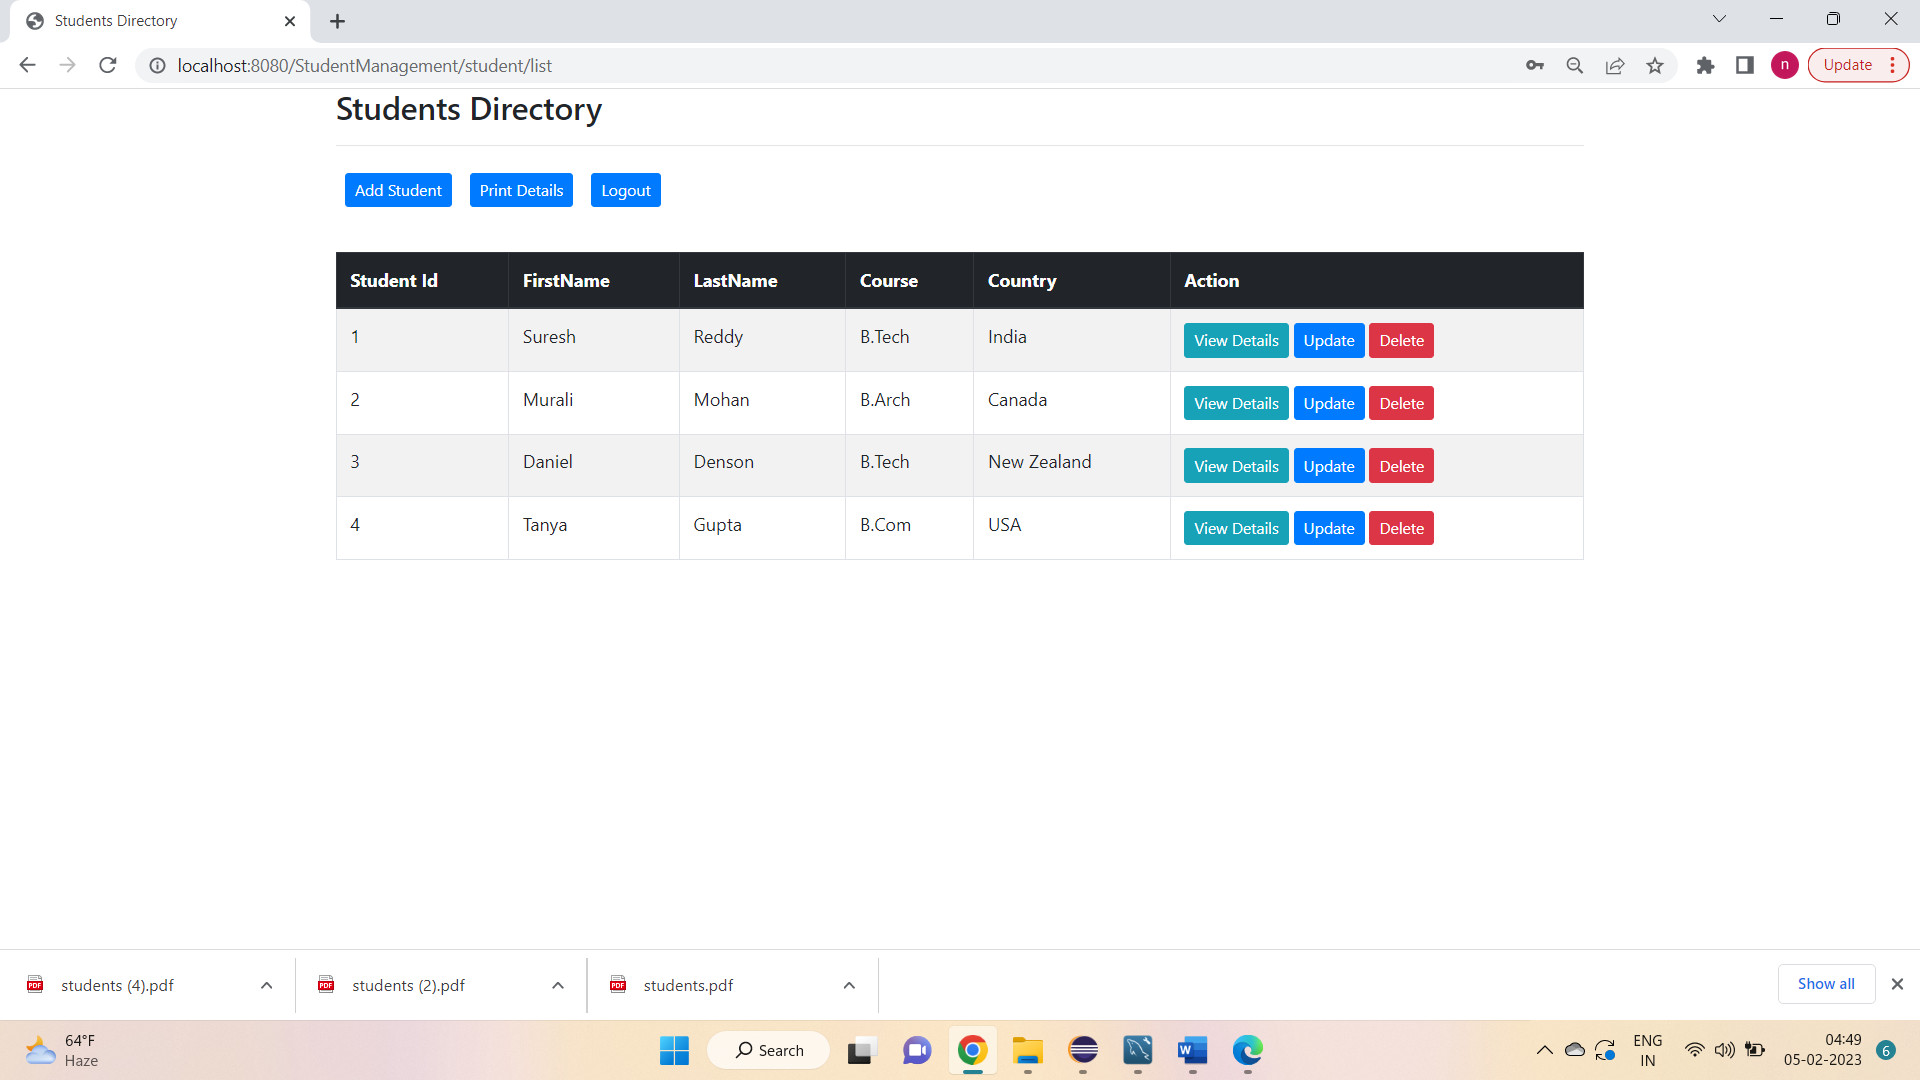 Students Directory
localhost:8080/StudentManagement/student/list
n
Update
Students Directory
Add Student Print Details Logout
Student Id FirstName LastName Course Country Action
1 Suresh Reddy B.Tech India View Details Update Delete
2 Murali Mohan B.Arch Canada View Details Update Delete
3 Daniel Denson B.Tech New Zealand View Details Update Delete
4 Tanya Gupta B.Com USA View Details Update Delete
PDF students (4).pdf PDF students (2).pdf PDF students.pdf Show all
64°F
Haze
Search
W
ENG
IN
04:49
05-02-2023
6